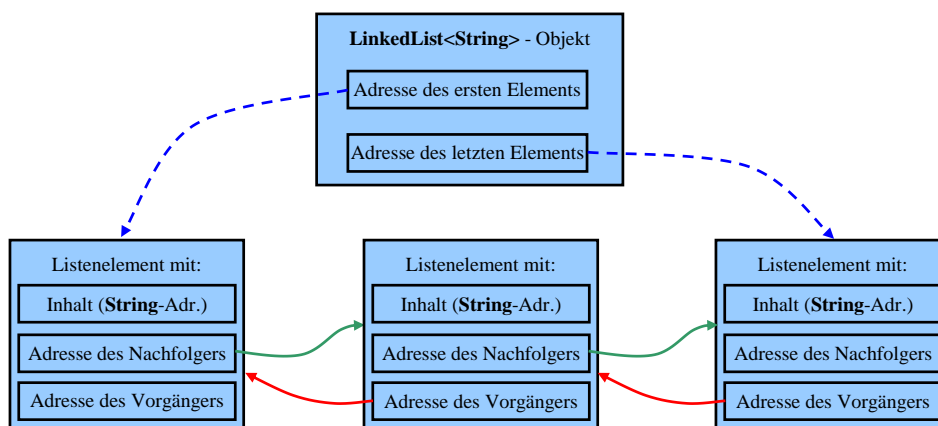 LinkedList<String> - Objekt
Adresse des ersten Elements
Adresse des letzten Elements
Listenelement mit:
Inhalt (String-Adr.)
Adresse des Nachfolgers
Adresse des Vorgängers
Listenelement mit:
Inhalt (String-Adr.)
Adresse des Nachfolgers
Adresse des Vorgängers
Listenelement mit:
Inhalt (String-Adr.)
Adresse des Nachfolgers
Adresse des Vorgängers